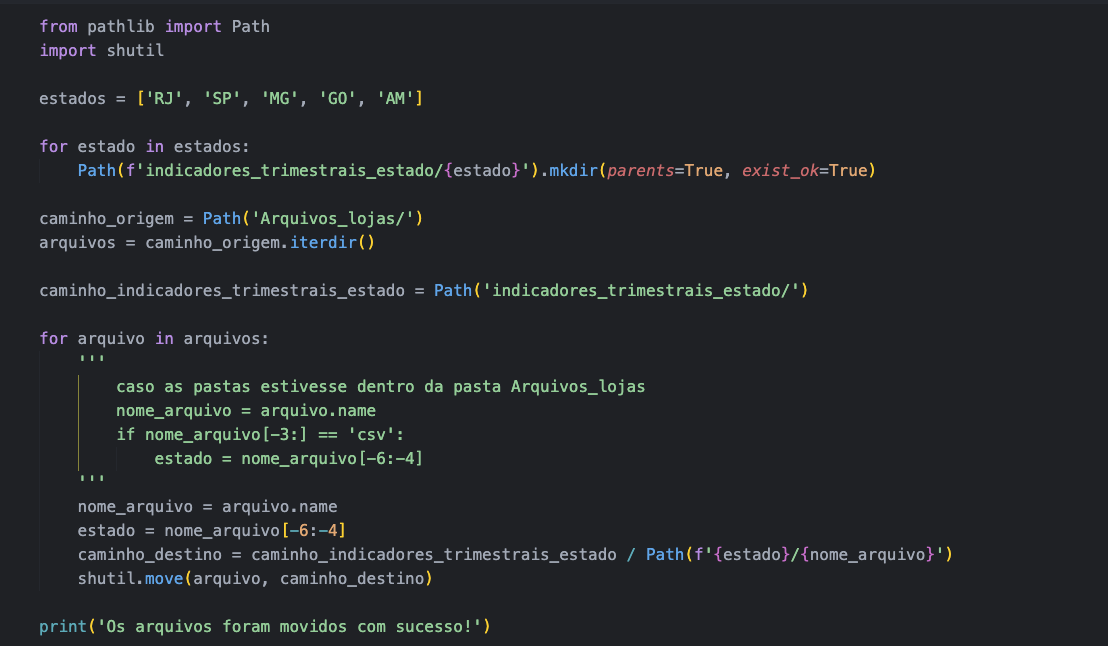 from pathlib import Path
import shutil

estados = ['RJ', 'SP', 'MG', 'GO', 'AM']

for estado in estados:
    Path(f'indicadores_trimestrais_estado/{estado}').mkdir(parents=True, exist_ok=True)

caminho_origem = Path('Arquivos_lojas/')
arquivos = caminho_origem.iterdir()

caminho_indicadores_trimestrais_estado = Path('indicadores_trimestrais_estado/')

for arquivo in arquivos:
    '''
        caso as pastas estivesse dentro da pasta Arquivos_lojas
        nome_arquivo = arquivo.name
        if nome_arquivo[-3:] == 'csv':
            estado = nome_arquivo[-6:-4]
    '''
    nome_arquivo = arquivo.name
    estado = nome_arquivo[-6:-4]
    caminho_destino = caminho_indicadores_trimestrais_estado / Path(f'{estado}/{nome_arquivo}')
    shutil.move(arquivo, caminho_destino)

print('Os arquivos foram movidos com sucesso!')